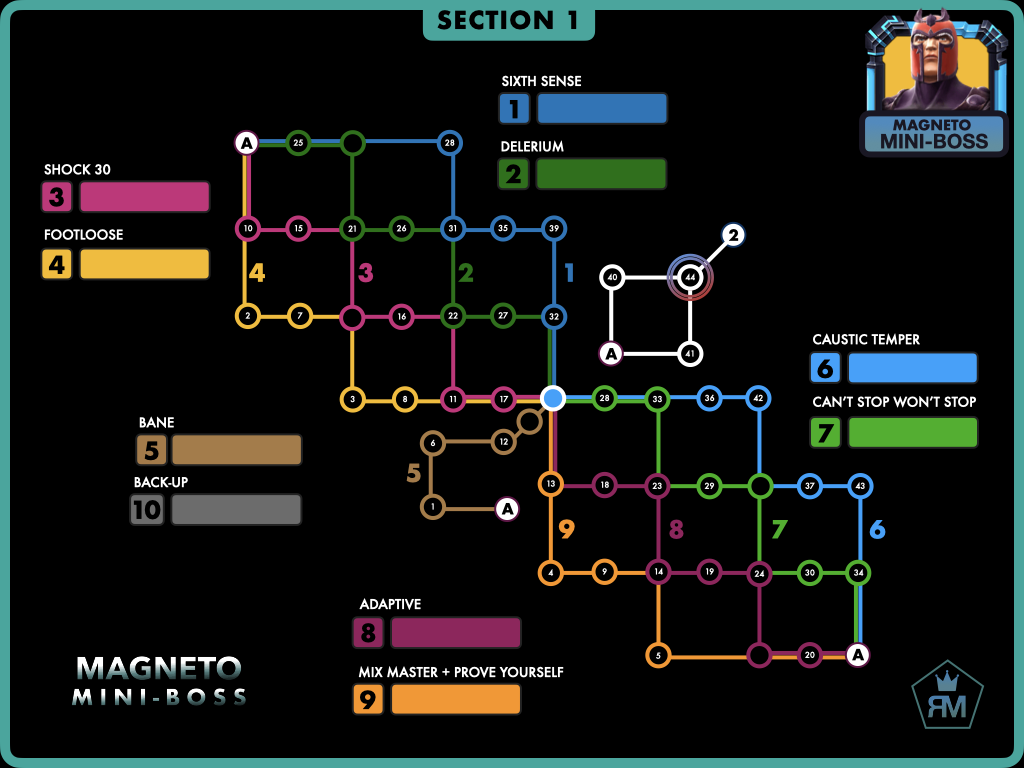 SECTION 1
MAGNETO
MINI-BOSS
SIXTH SENSE
1
DELERIUM
2
SHOCK 30
3
FOOTLOOSE
4
A 25 28
10 15 21 26 31 35 39
4 3 2 1
2 7 16 22 27 32
3 8 11 17
2
40 44
A 41
CAUSTIC TEMPER
6
CAN'T STOP WON'T STOP
7
BANE
5
BACK-UP
10
5
6 12
1 A
28 33 36 42
13 18 23 29 37 43
9 8 7 6
4 9 14 19 24 30 34
5 20 A
ADAPTIVE
8
MIX MASTER + PROVE YOURSELF
9
MAGNETO
MINI-BOSS
RM